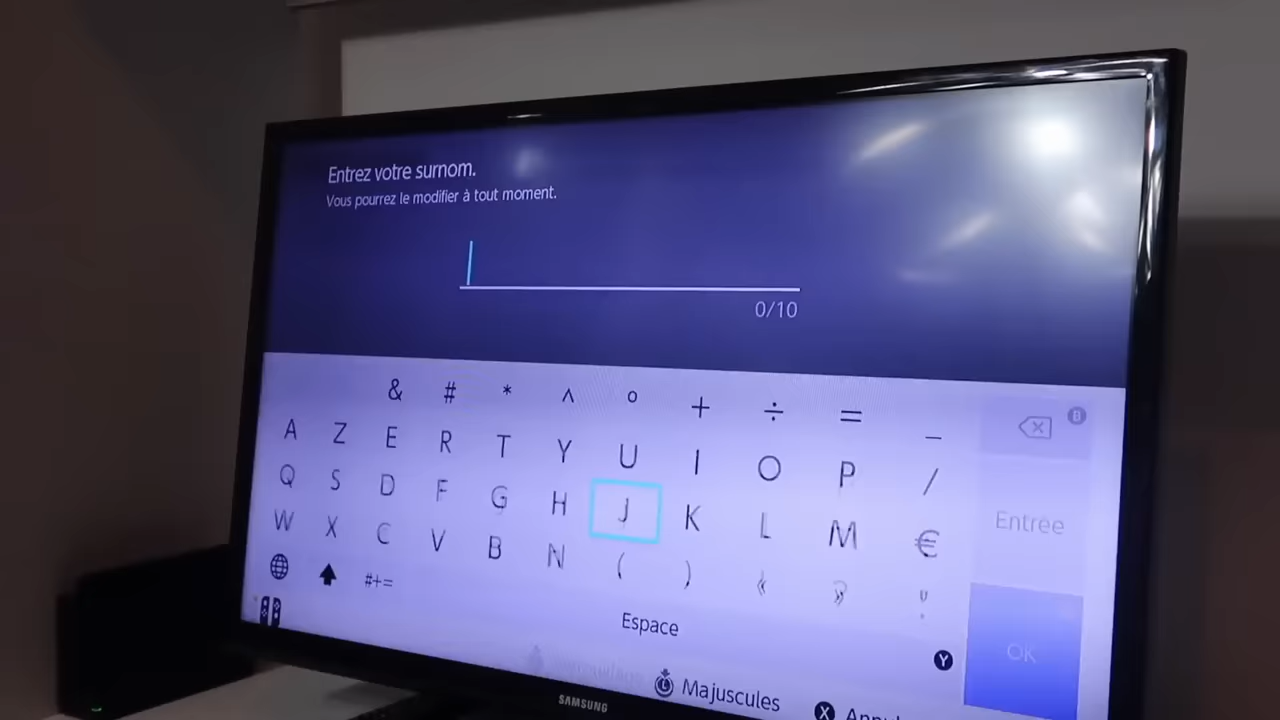 Entrez votre surnom.
Vous pourrez le modifier à tout moment.
0/10
& # * ^ ° + ÷ = _
A Z E R T Y U I O P /
Q S D F G H J K L M €
W X C V B N ( ) « »
#+=
Espace
Entrée
OK
B
Y
L Majuscules
X
SAMSUNG